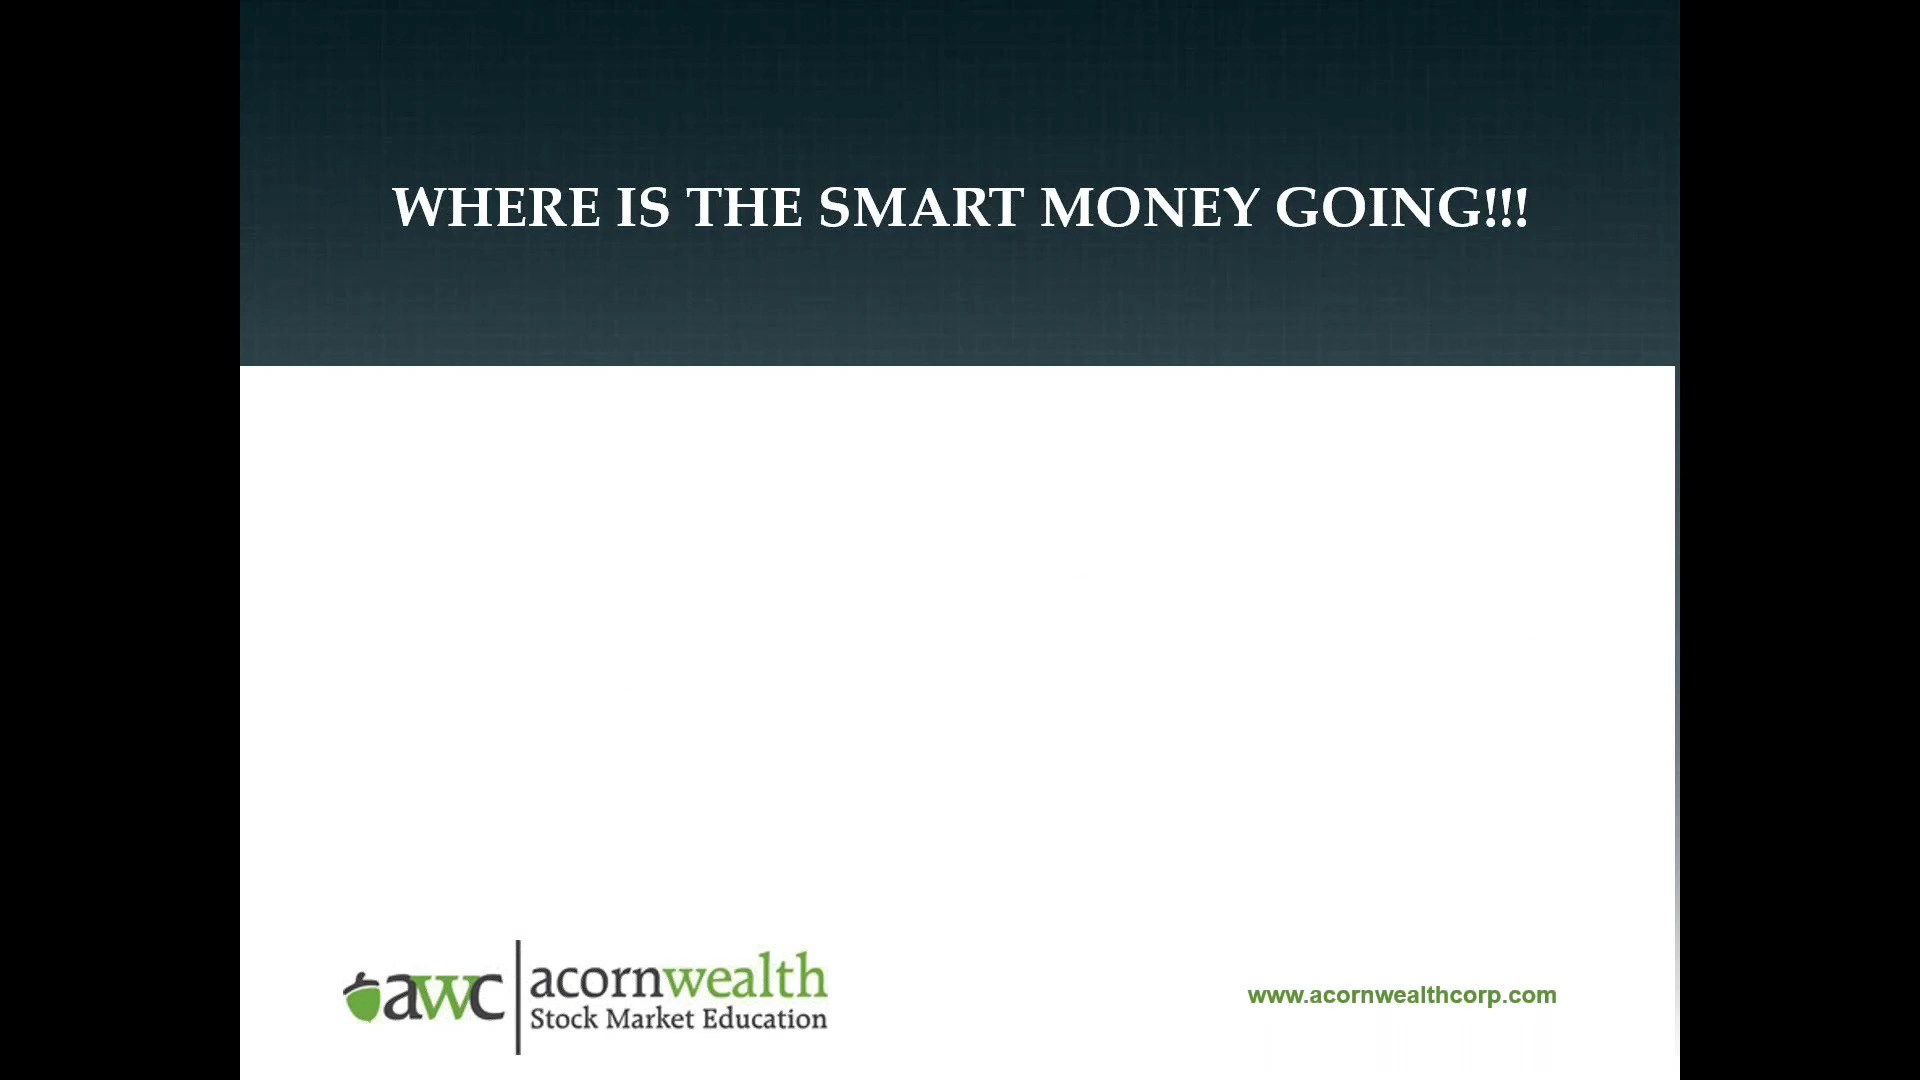 WHERE IS THE SMART MONEY GOING!!!
awc
acornwealth
Stock Market Education
www.acornwealthcorp.com